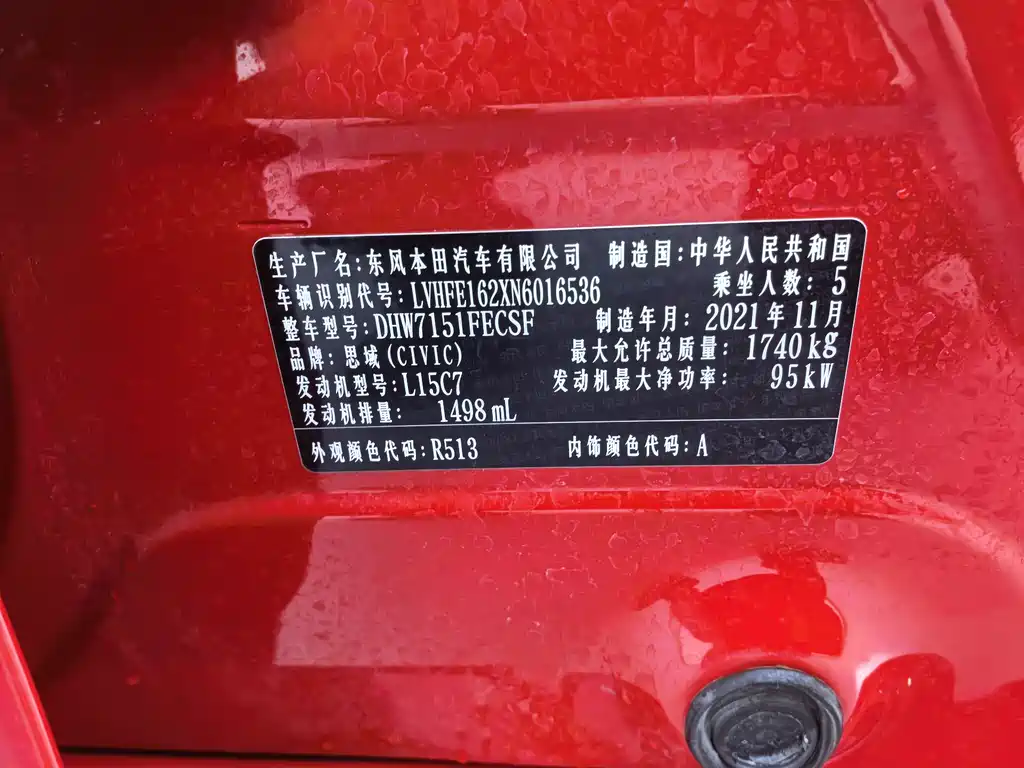 生产厂名:东风本田汽车有限公司 制造国:中华人民共和国
车辆识别代号:LVHFE162XN6016536 乘坐人数:5
整车型号:DHW7151FECSF 制造年月:2021年11月
品牌:思域(CIVIC) 最大允许总质量:1740kg
发动机型号:L15C7 发动机最大净功率:95kW
发动机排量: 1498mL
外观颜色代码:R513 内饰颜色代码:A